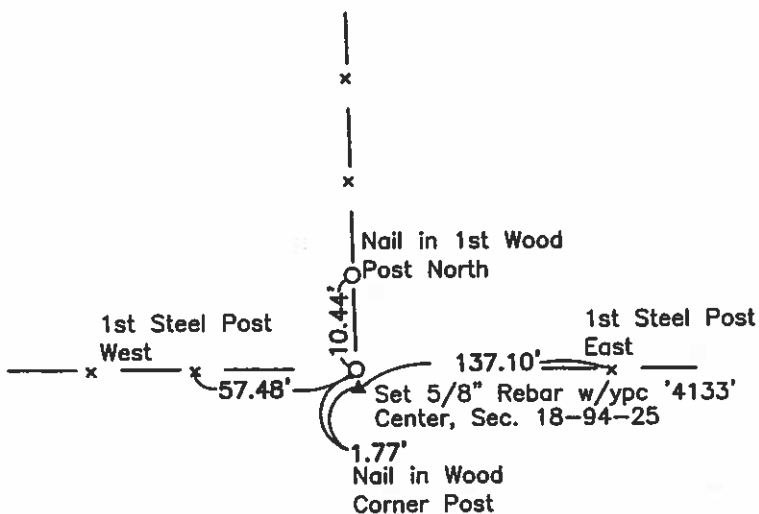 Nail in 1st Wood
Post North
10.44'
1st Steel Post
West
1st Steel Post
East
57.48'
137.10'
Set 5/8" Rebar w/ypc '4133'
Center, Sec. 18-94-25
1.77'
Nail in Wood
Corner Post